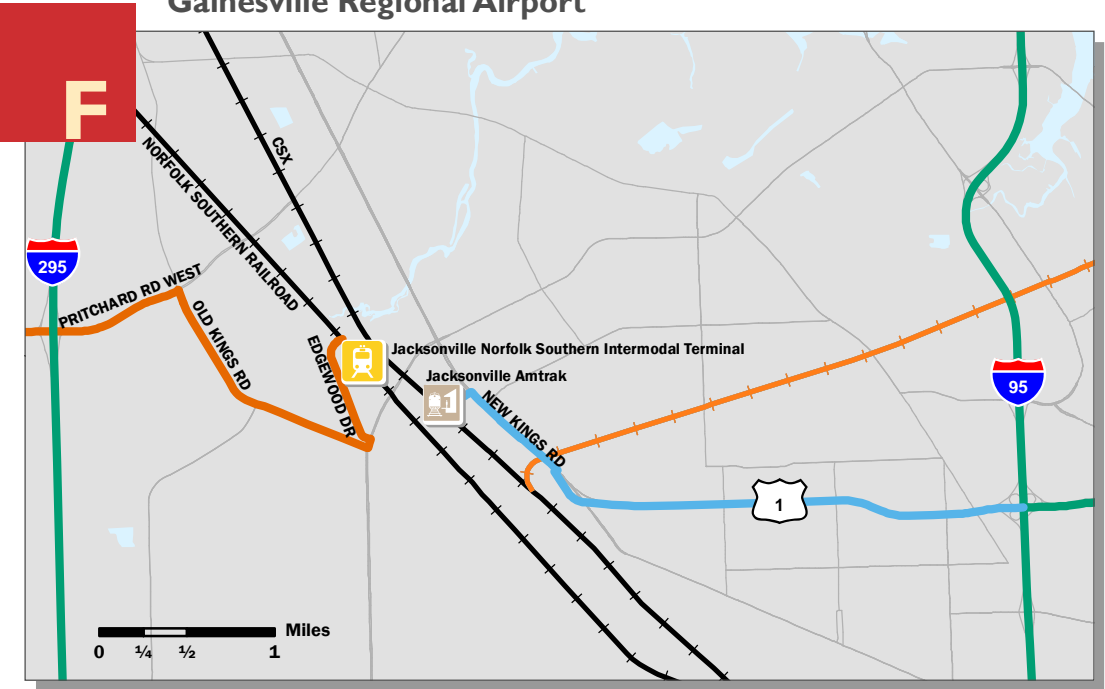 Gainesville Regional Airport
F
CSX
NORFOLK SOUTHERN RAILROAD
295
PRITCHARD RD WEST
OLD KINGS RD
EDGEWOOD DR
Jacksonville Norfolk Southern Intermodal Terminal
Jacksonville Amtrak
NEW KINGS RD
95
1
Miles
0 ¼ ½ 1